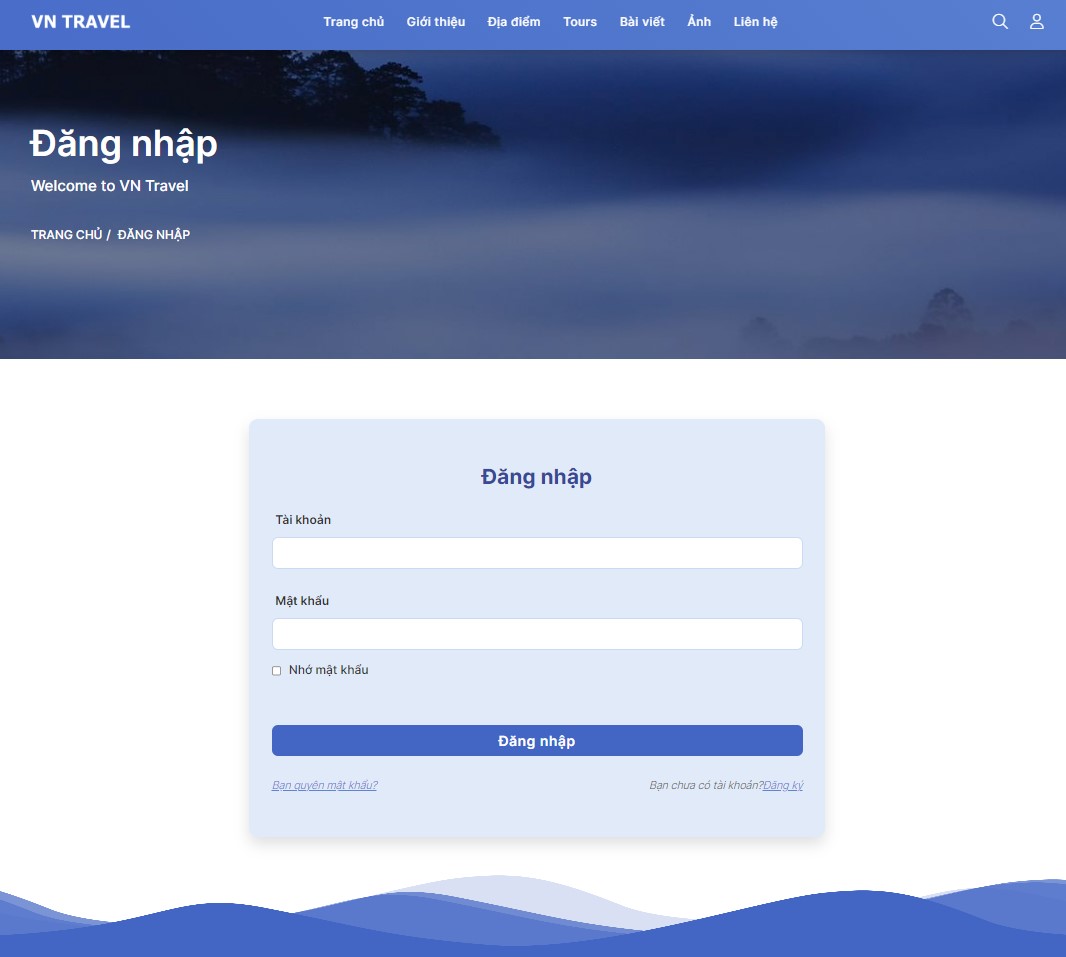 VN TRAVEL Trang chủ Giới thiệu Địa điểm Tours Bài viết Ảnh Liên hệ
Đăng nhập
Welcome to VN Travel
TRANG CHỦ / ĐĂNG NHẬP
Đăng nhập
Tài khoản
Mật khẩu
Nhớ mật khẩu
Đăng nhập
Bạn quyên mật khẩu? Bạn chưa có tài khoản?Đăng ký